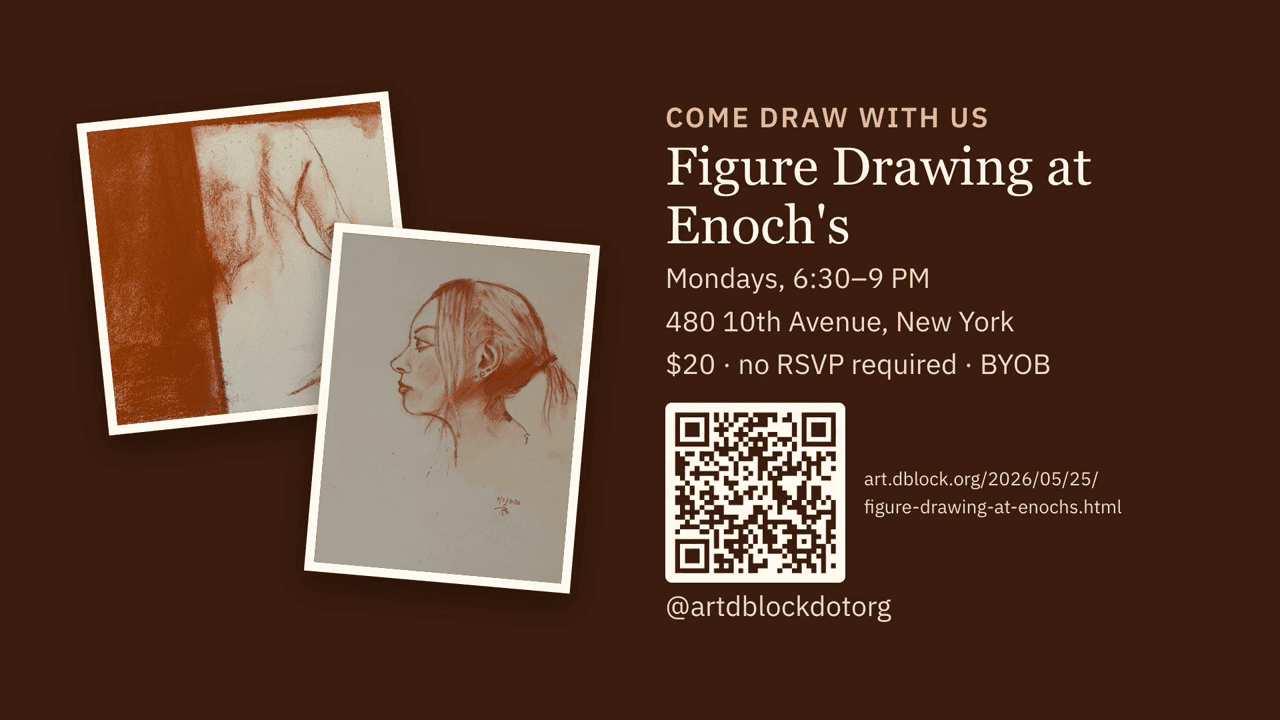 COME DRAW WITH US
Figure Drawing at
Enoch's
Mondays, 6:30–9 PM
480 10th Avenue, New York
$20 · no RSVP required · BYOB
art.dblock.org/2026/05/25/
figure-drawing-at-enochs.html
@artdblockdotorg